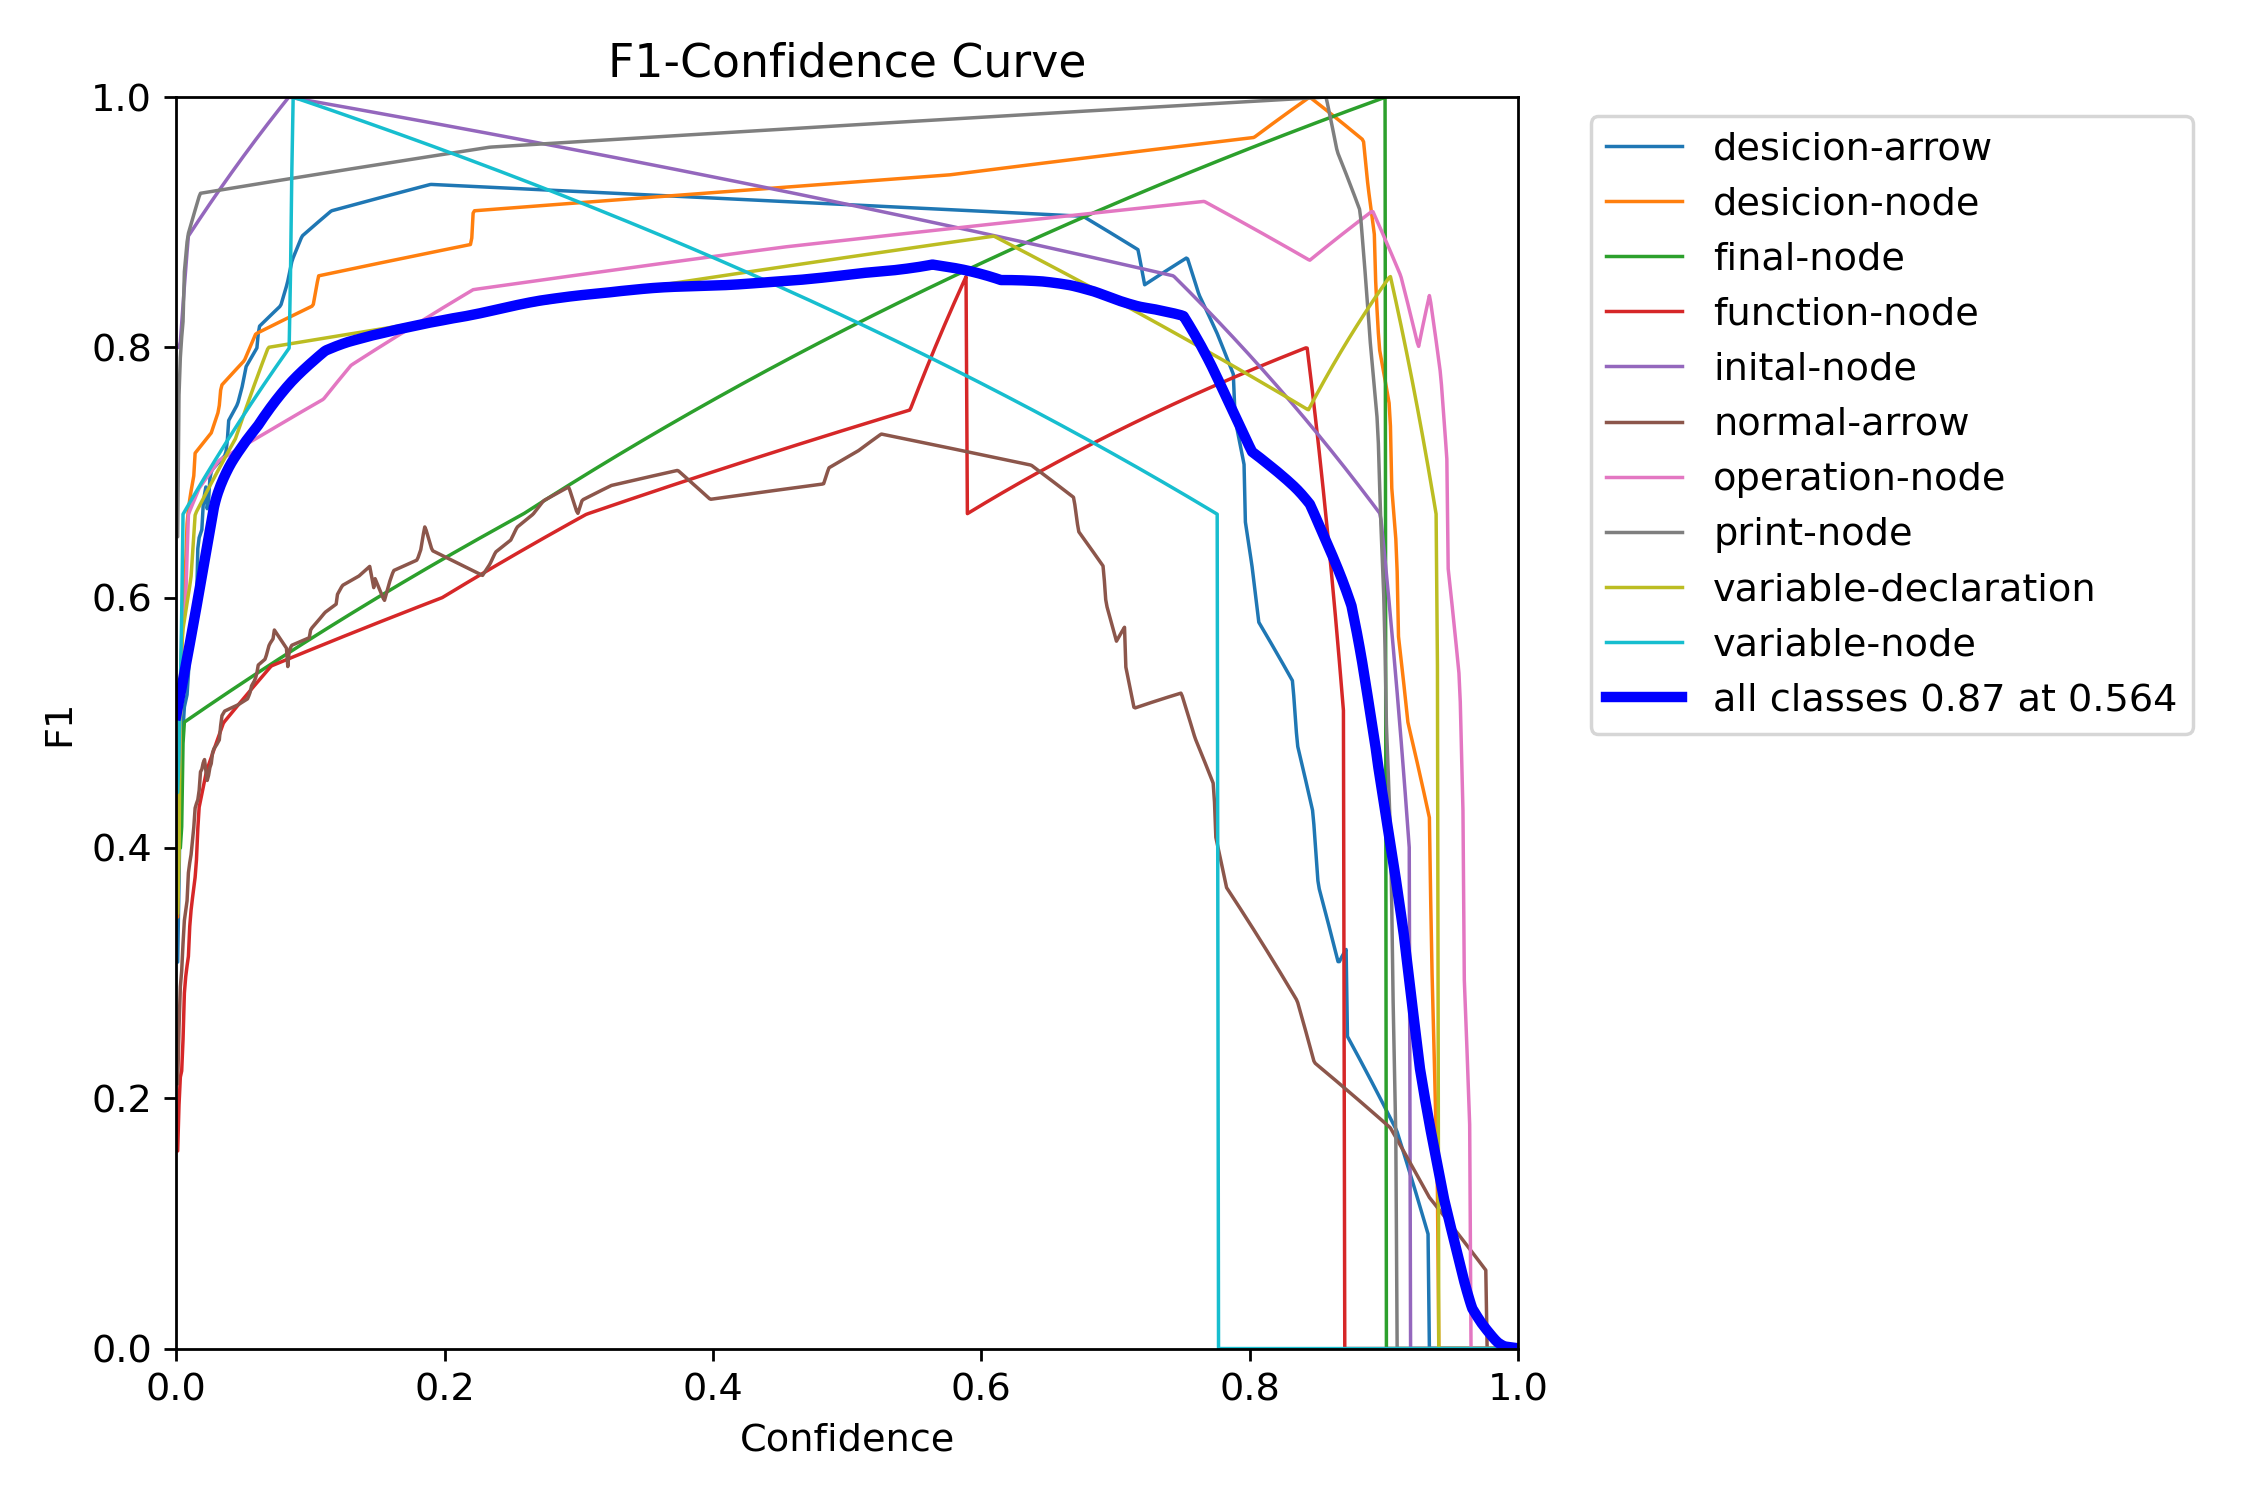 F1-Confidence Curve
1.0
0.8
0.6
0.4
0.2
0.0
F1
0.0 0.2 0.4 0.6 0.8 1.0
Confidence
desicion-arrow
desicion-node
final-node
function-node
inital-node
normal-arrow
operation-node
print-node
variable-declaration
variable-node
all classes 0.87 at 0.564